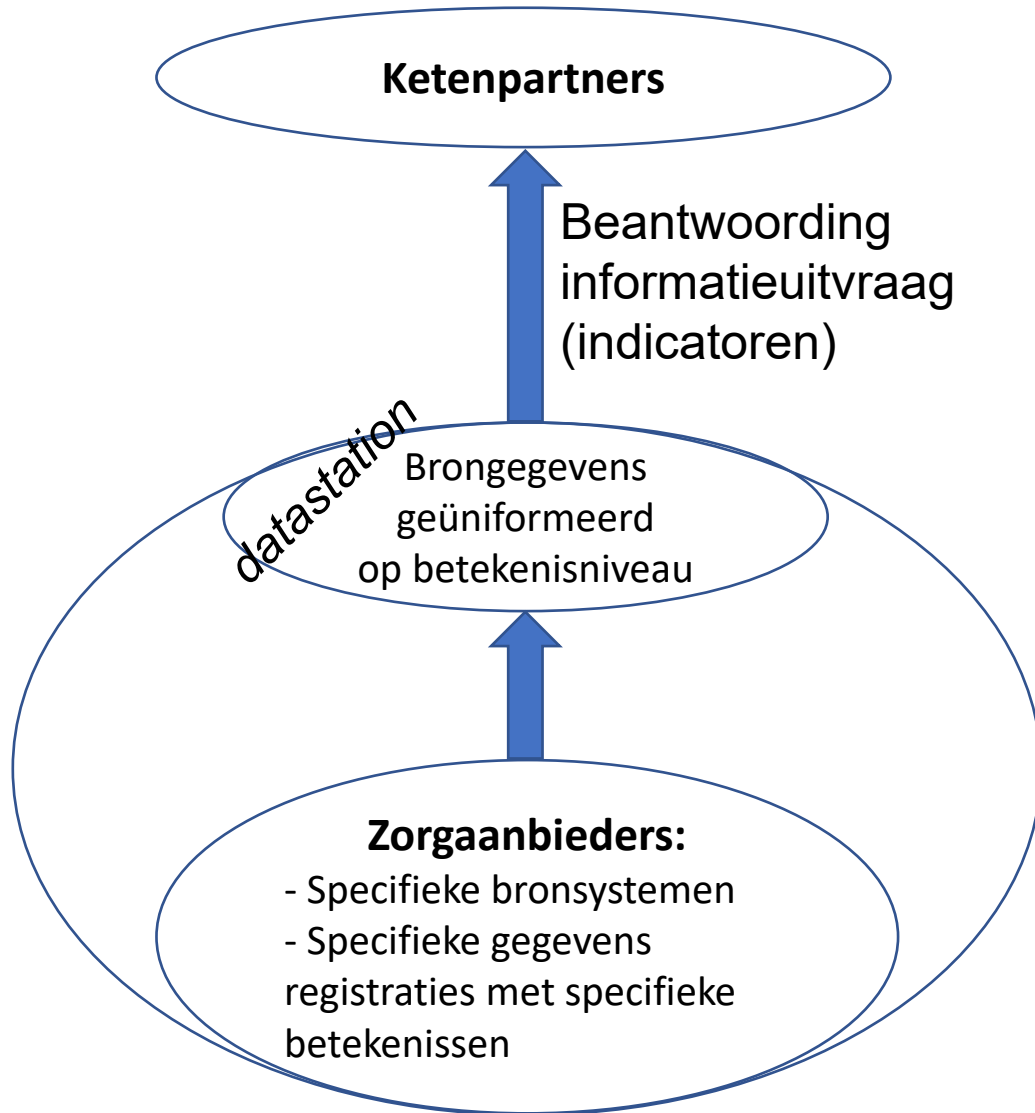 Ketenpartners
Beantwoording
informatieuitvraag
(indicatoren)
datastation
Brongegevens
geüniformeerd
op betekenisniveau
Zorgaanbieders:
- Specifieke bronsystemen
- Specifieke gegevens
registraties met specifieke
betekenissen